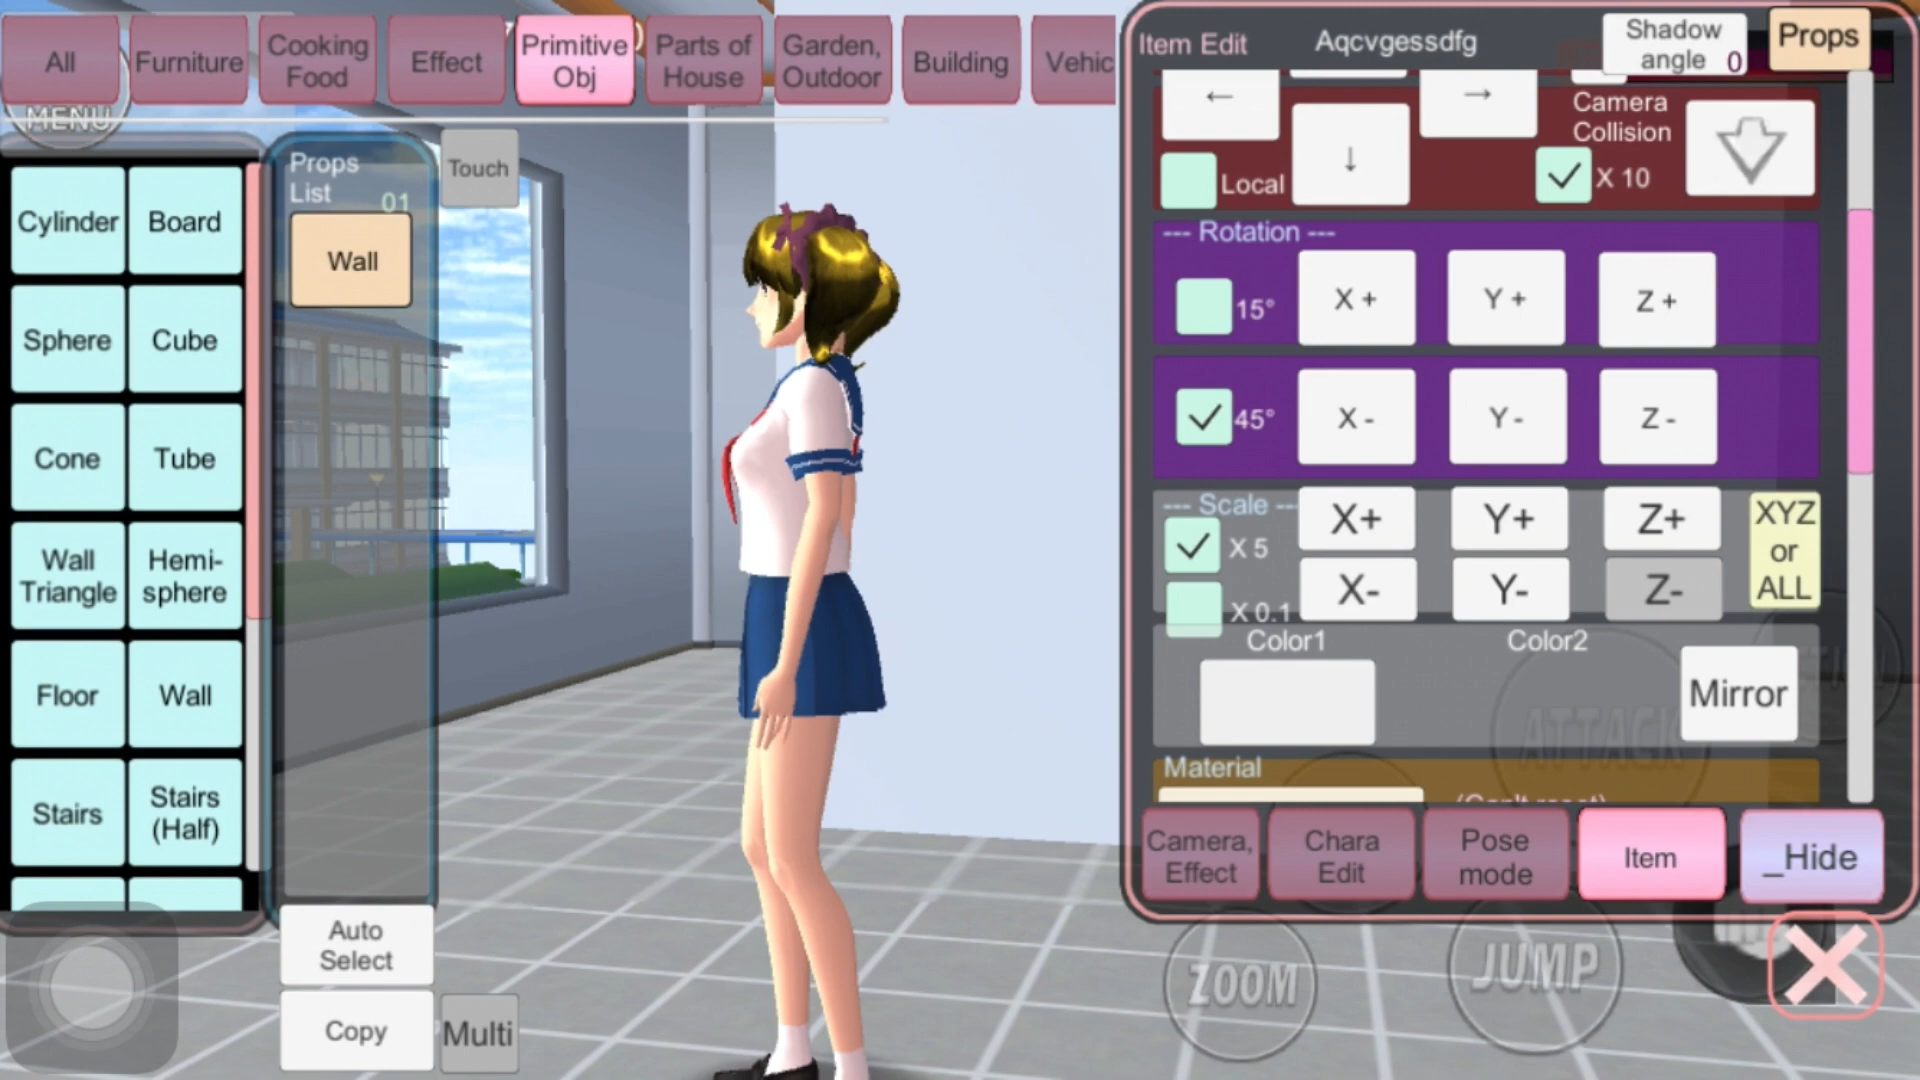 All
Furniture
Cooking
Food
Effect
Primitive
Obj
Parts of
House
Garden,
Outdoor
Building
Vehic
MENU
Cylinder
Board
Sphere
Cube
Cone
Tube
Wall
Triangle
Hemi-
sphere
Floor
Wall
Stairs
Stairs
(Half)
Props
List
01
Wall
Touch
Auto
Select
Copy
Multi
Item Edit
Aqcvgessdfg
Shadow
angle 0
Props
←
→
↓
Local
Camera
Collision
X 10
--- Rotation ---
15°
X +
Y +
Z +
45°
X -
Y -
Z -
--- Scale ---
X 5
X 0.1
X+
Y+
Z+
X-
Y-
Z-
XYZ
or
ALL
Color1
Color2
Mirror
ATTACK
Material
Camera,
Effect
Chara
Edit
Pose
mode
Item
_Hide
ZOOM
JUMP